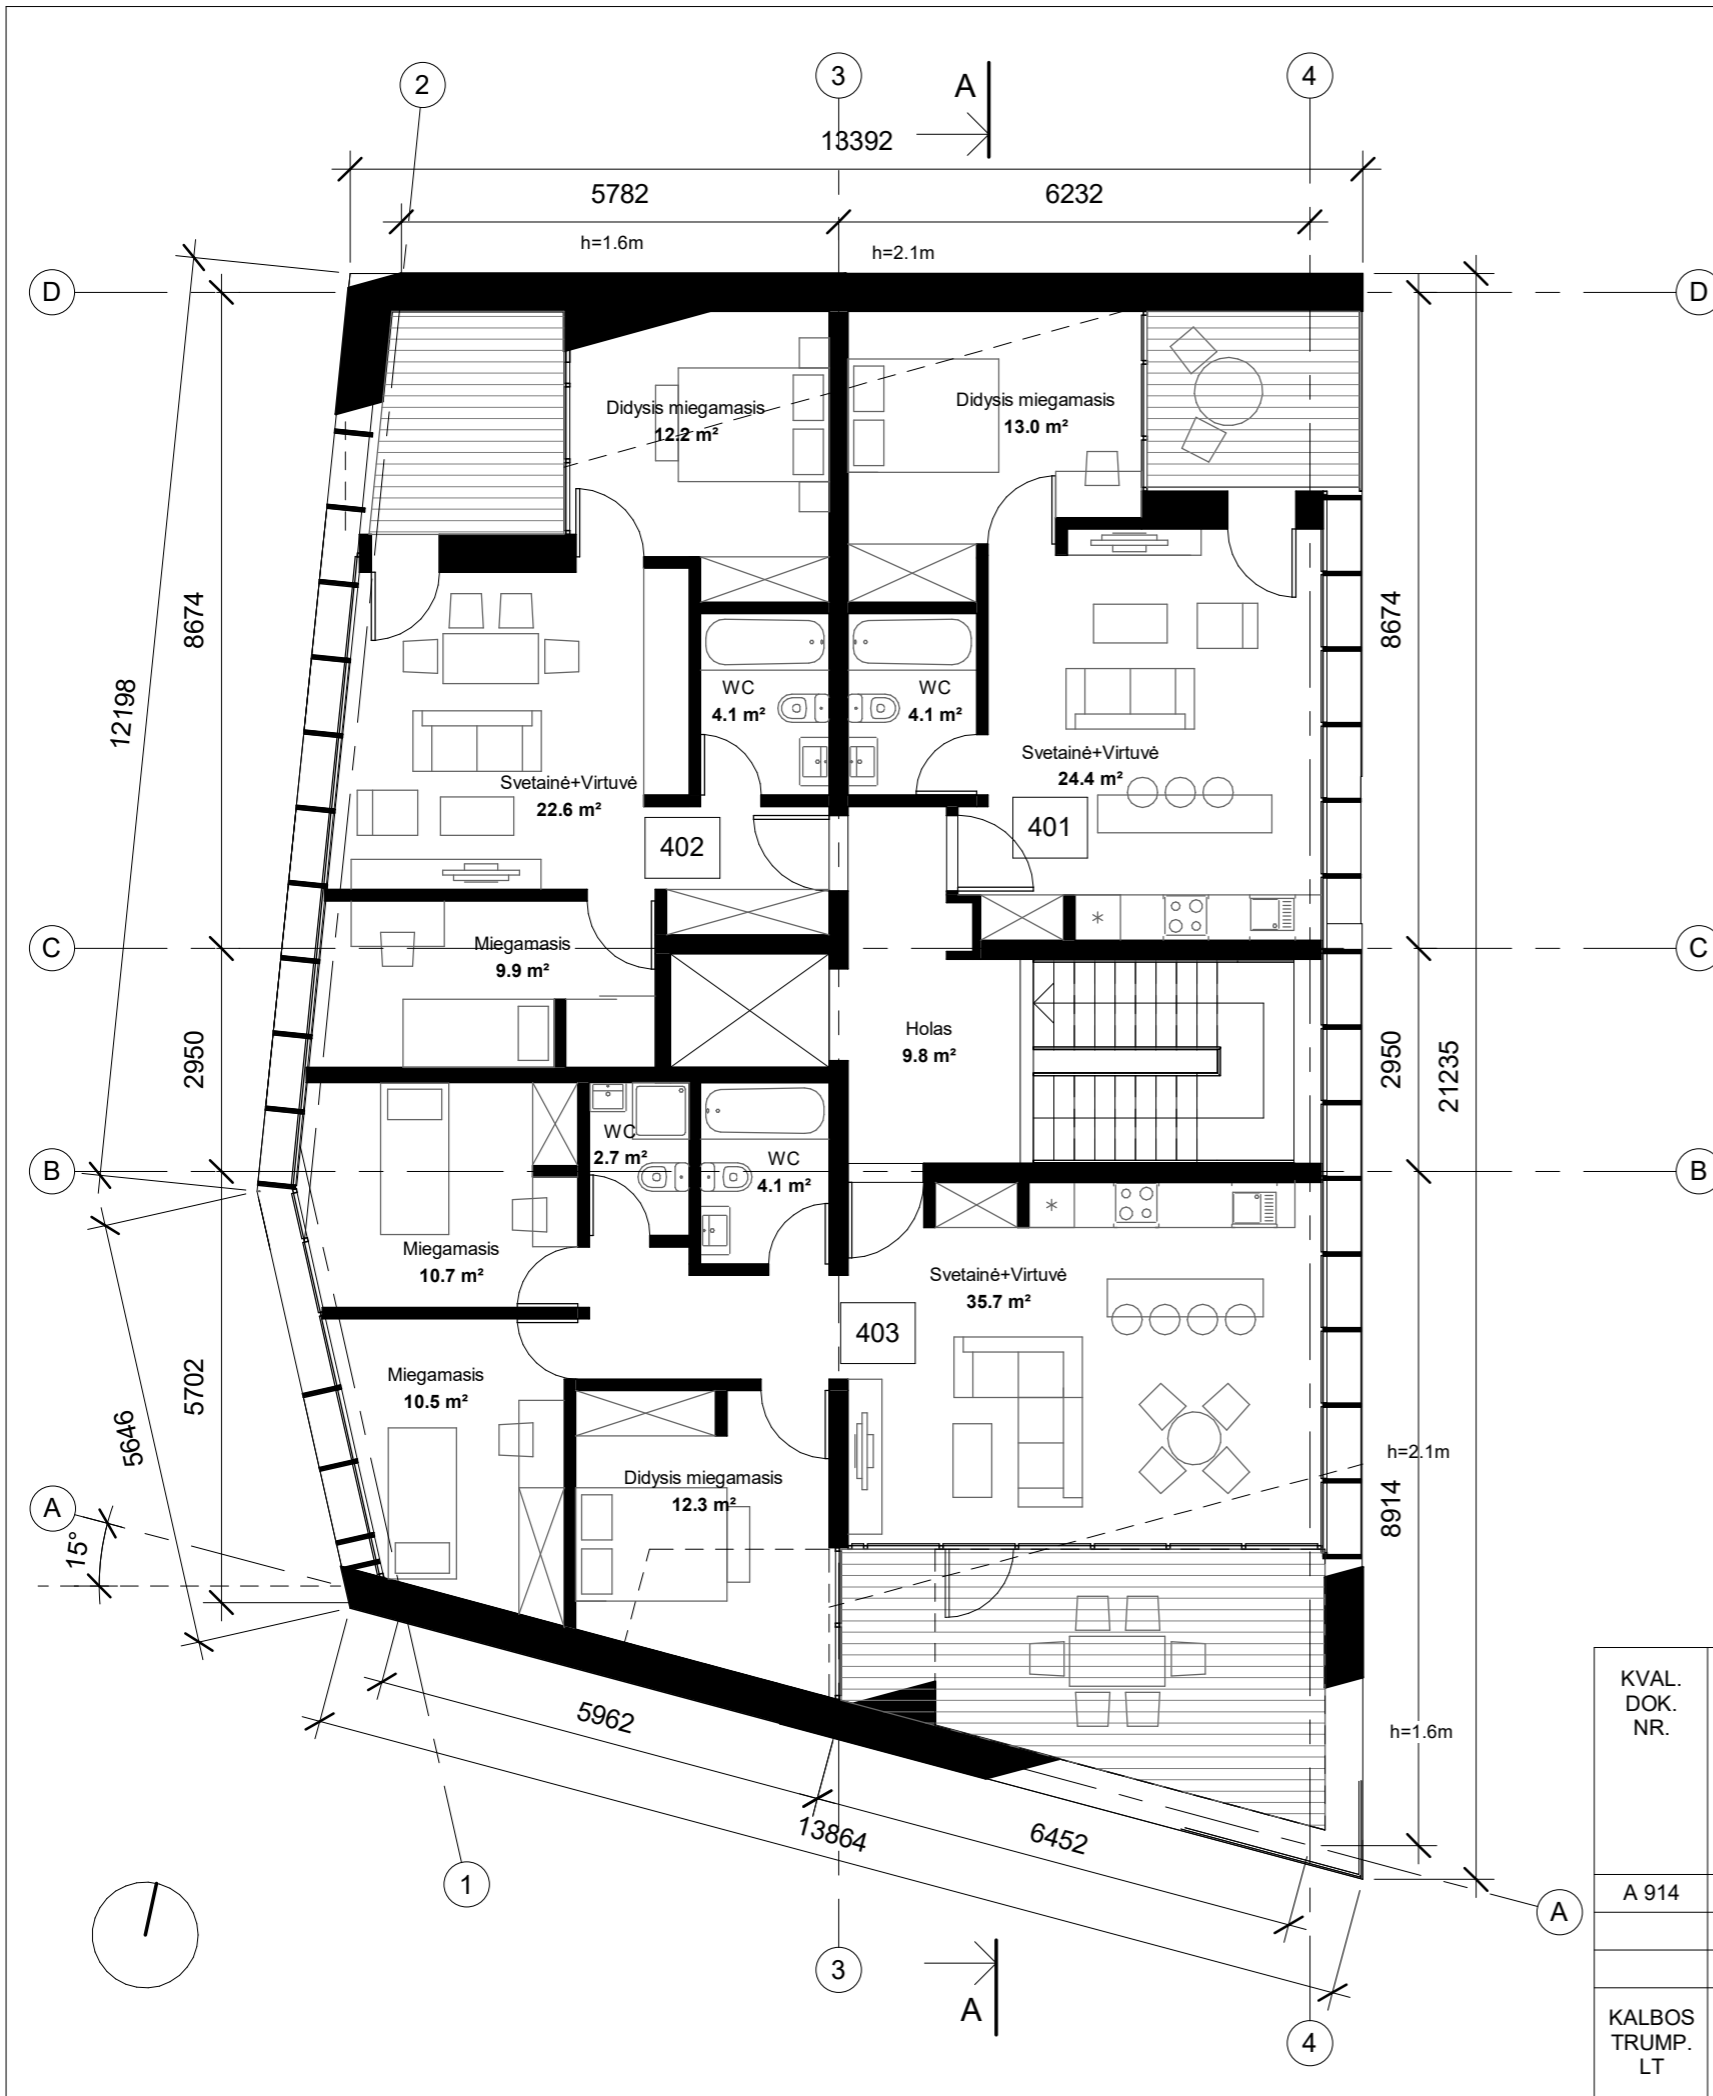 2
3
4
A
13392
5782
6232
h=1.6m
h=2.1m
D
D
Didysis miegamasis
12.2 m²
Didysis miegamasis
13.0 m²
8674
8674
12198
WC
4.1 m²
WC
4.1 m²
Svetainė+Virtuvė
22.6 m²
Svetainė+Virtuvė
24.4 m²
402
401
*
C
C
Miegamasis
9.9 m²
Holas
9.8 m²
2950
2950
21235
WC
2.7 m²
WC
4.1 m²
B
B
*
Miegamasis
10.7 m²
Svetainė+Virtuvė
35.7 m²
403
Miegamasis
10.5 m²
5702
5646
Didysis miegamasis
12.3 m²
h=2.1m
8914
A
15°
5962
h=1.6m
13864
6452
1
3
A
4
A
KVAL.
DOK.
NR.
A 914
KALBOS
TRUMP.
LT